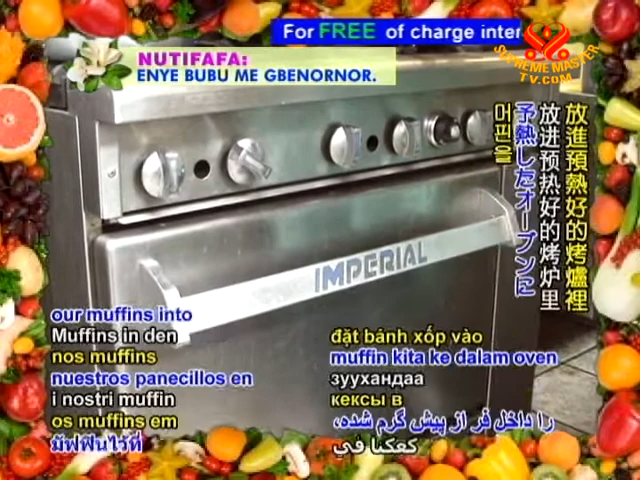 For FREE of charge inter
SUPREME MASTER
TV.COM
NUTIFAFA:
ENYE BUBU ME GBENORNOR.
放進預熱好的烤爐裡
放进预热好的烤炉里
予熱したオーブンに
머핀을
IMPERIAL
our muffins into
Muffins in den
nos muffins
nuestros panecillos en
i nostri muffin
os muffins em
มัฟฟินไว้ที่
đặt bánh xốp vào
muffin kita ke dalam oven
зууxандаа
кексы в
را داخل فر از پیش گرم شده،
كعكنا في